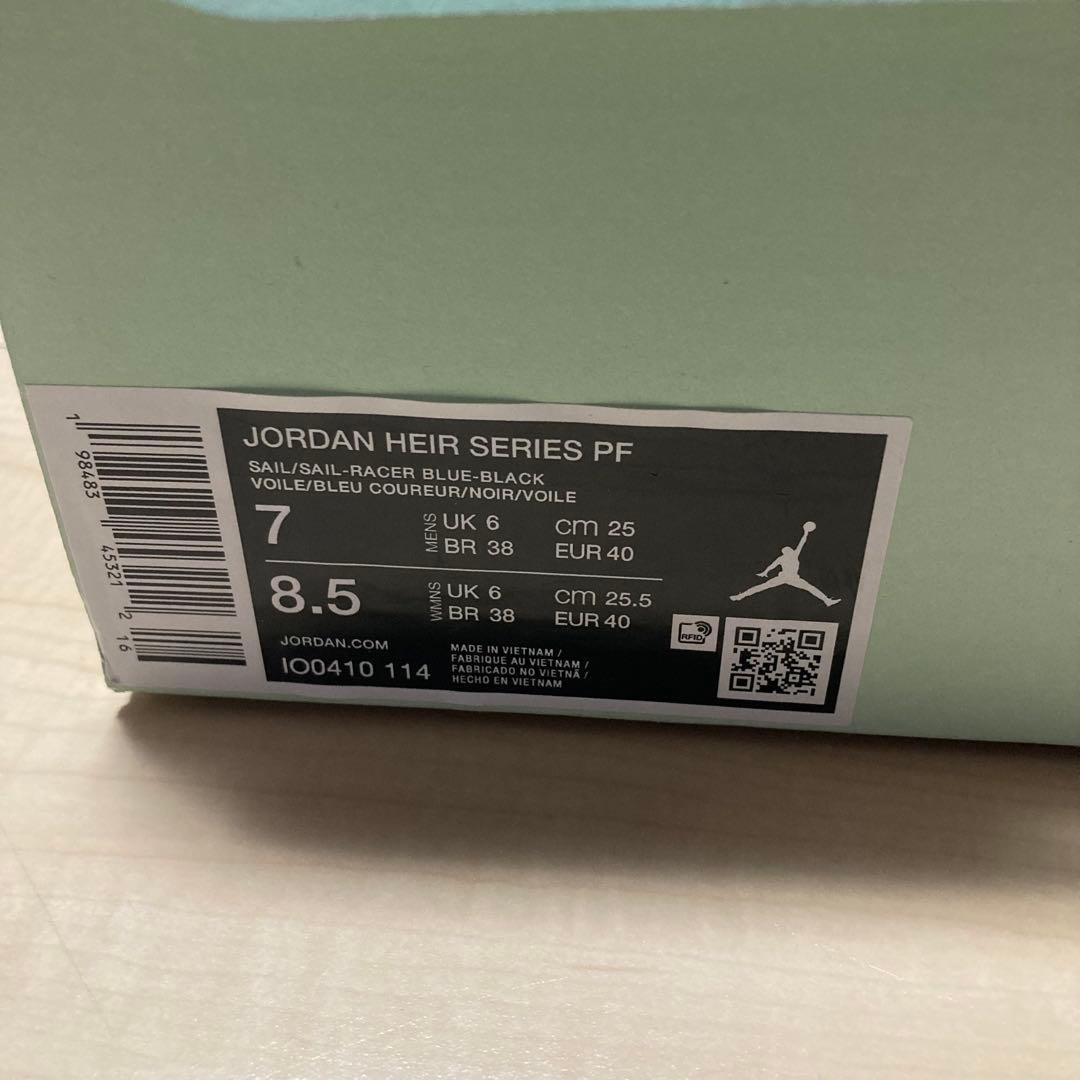 JORDAN HEIR SERIES PF
SAIL/SAIL-RACER BLUE-BLACK
VOILE/BLEU COUREUR/NOIR/VOILE
7 MENS UK 6 CM 25
BR 38 EUR 40
8.5 WMNS UK 6 CM 25.5
BR 38 EUR 40
JORDAN.COM
IO0410 114
MADE IN VIETNAM /
FABRIQUE AU VIETNAM /
FABRICADO NO VIETNÃ /
HECHO EN VIETNAM
RFID
1 98483 45321 2 16